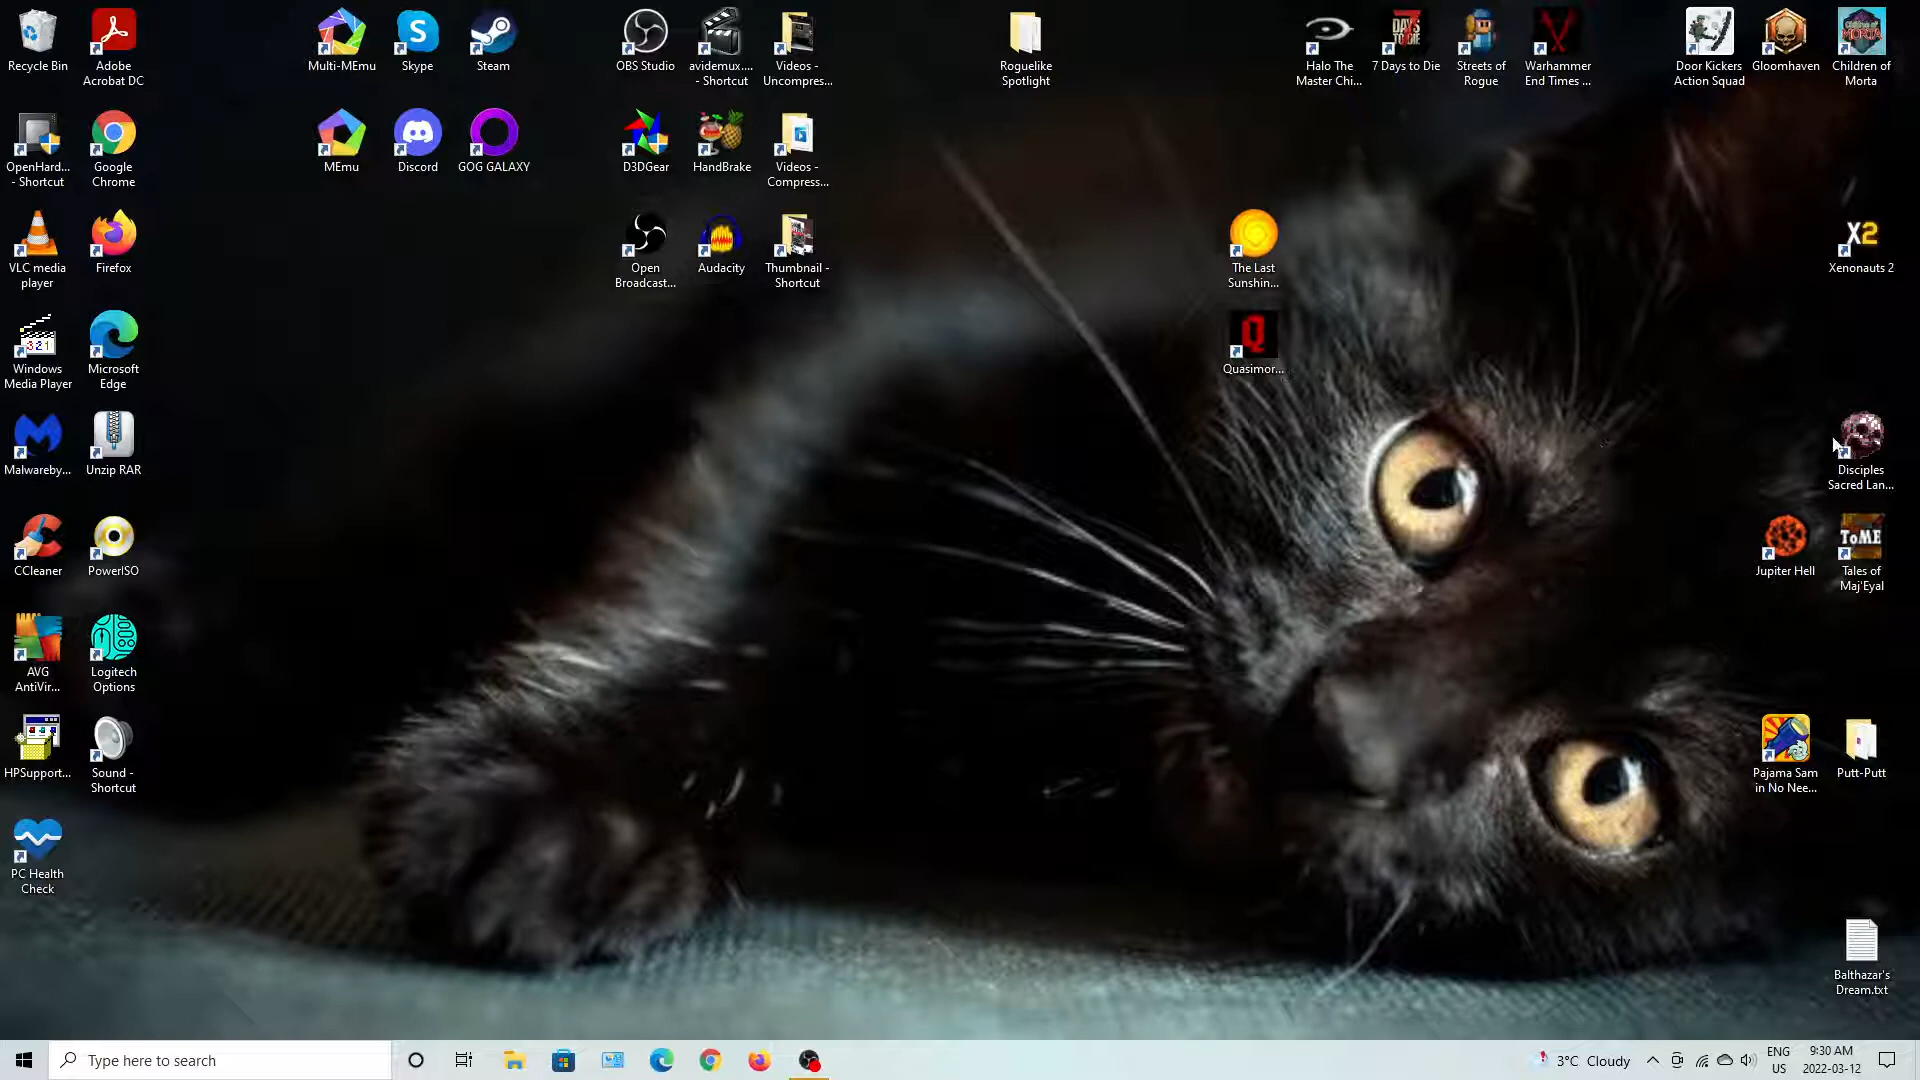 Recycle Bin
Adobe
Acrobat DC
Multi-MEmu
Skype
Steam
OBS Studio
avidemux....
- Shortcut
Videos -
Uncompres...
Roguelike
Spotlight
Halo The
Master Chi...
7 Days to Die
Streets of
Rogue
Warhammer
End Times ...
Door Kickers
Action Squad
Gloomhaven
Children of
Morta
OpenHard...
- Shortcut
Google
Chrome
MEmu
Discord
GOG GALAXY
D3DGear
HandBrake
Videos -
Compress...
VLC media
player
Firefox
Open
Broadcast...
Audacity
Thumbnail -
Shortcut
The Last
Sunshin...
X2
Xenonauts 2
Windows
Media Player
Microsoft
Edge
Q
Quasimor...
Malwareby...
Unzip RAR
Disciples
Sacred Lan...
CCleaner
PowerISO
Jupiter Hell
ToME
Tales of
Maj'Eyal
AVG
AntiVir...
Logitech
Options
HPSupport...
Sound -
Shortcut
Pajama Sam
in No Nee...
Putt-Putt
PC Health
Check
Balthazar's
Dream.txt
Type here to search
3°C Cloudy
ENG
US
9:30 AM
2022-03-12